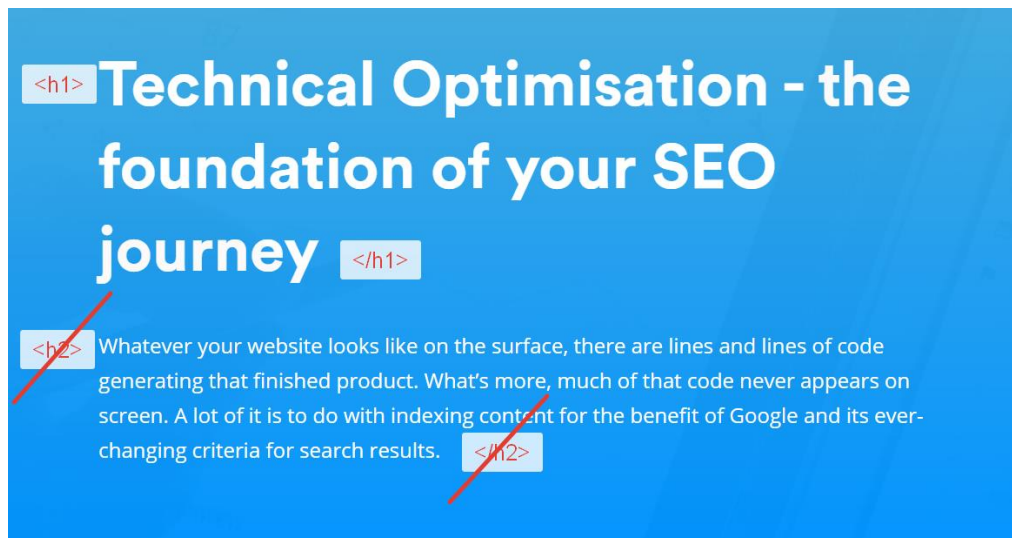 <h1> Technical Optimisation - the
foundation of your SEO
journey </h1>
<h2> Whatever your website looks like on the surface, there are lines and lines of code
generating that finished product. What's more, much of that code never appears on
screen. A lot of it is to do with indexing content for the benefit of Google and its ever-
changing criteria for search results. </h2>